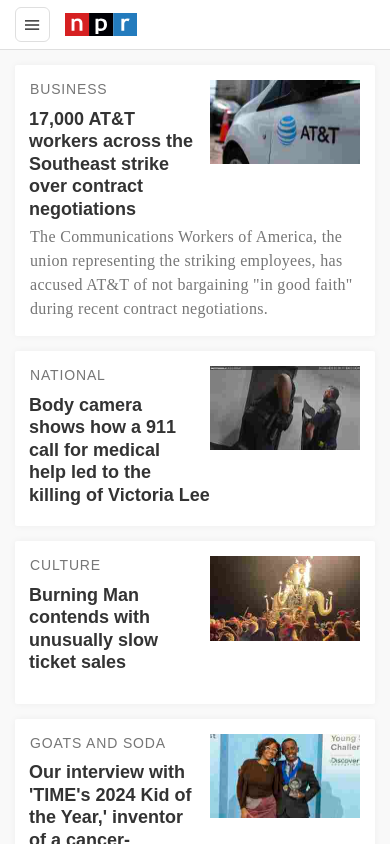 npr
BUSINESS
17,000 AT&T
workers across the
Southeast strike
over contract
negotiations
AT&T
The Communications Workers of America, the
union representing the striking employees, has
accused AT&T of not bargaining "in good faith"
during recent contract negotiations.
NATIONAL
Body camera
shows how a 911
call for medical
help led to the
killing of Victoria Lee
CULTURE
Burning Man
contends with
unusually slow
ticket sales
GOATS AND SODA
Our interview with
'TIME's 2024 Kid of
the Year,' inventor
of a cancer-
Young
Challen
Discover